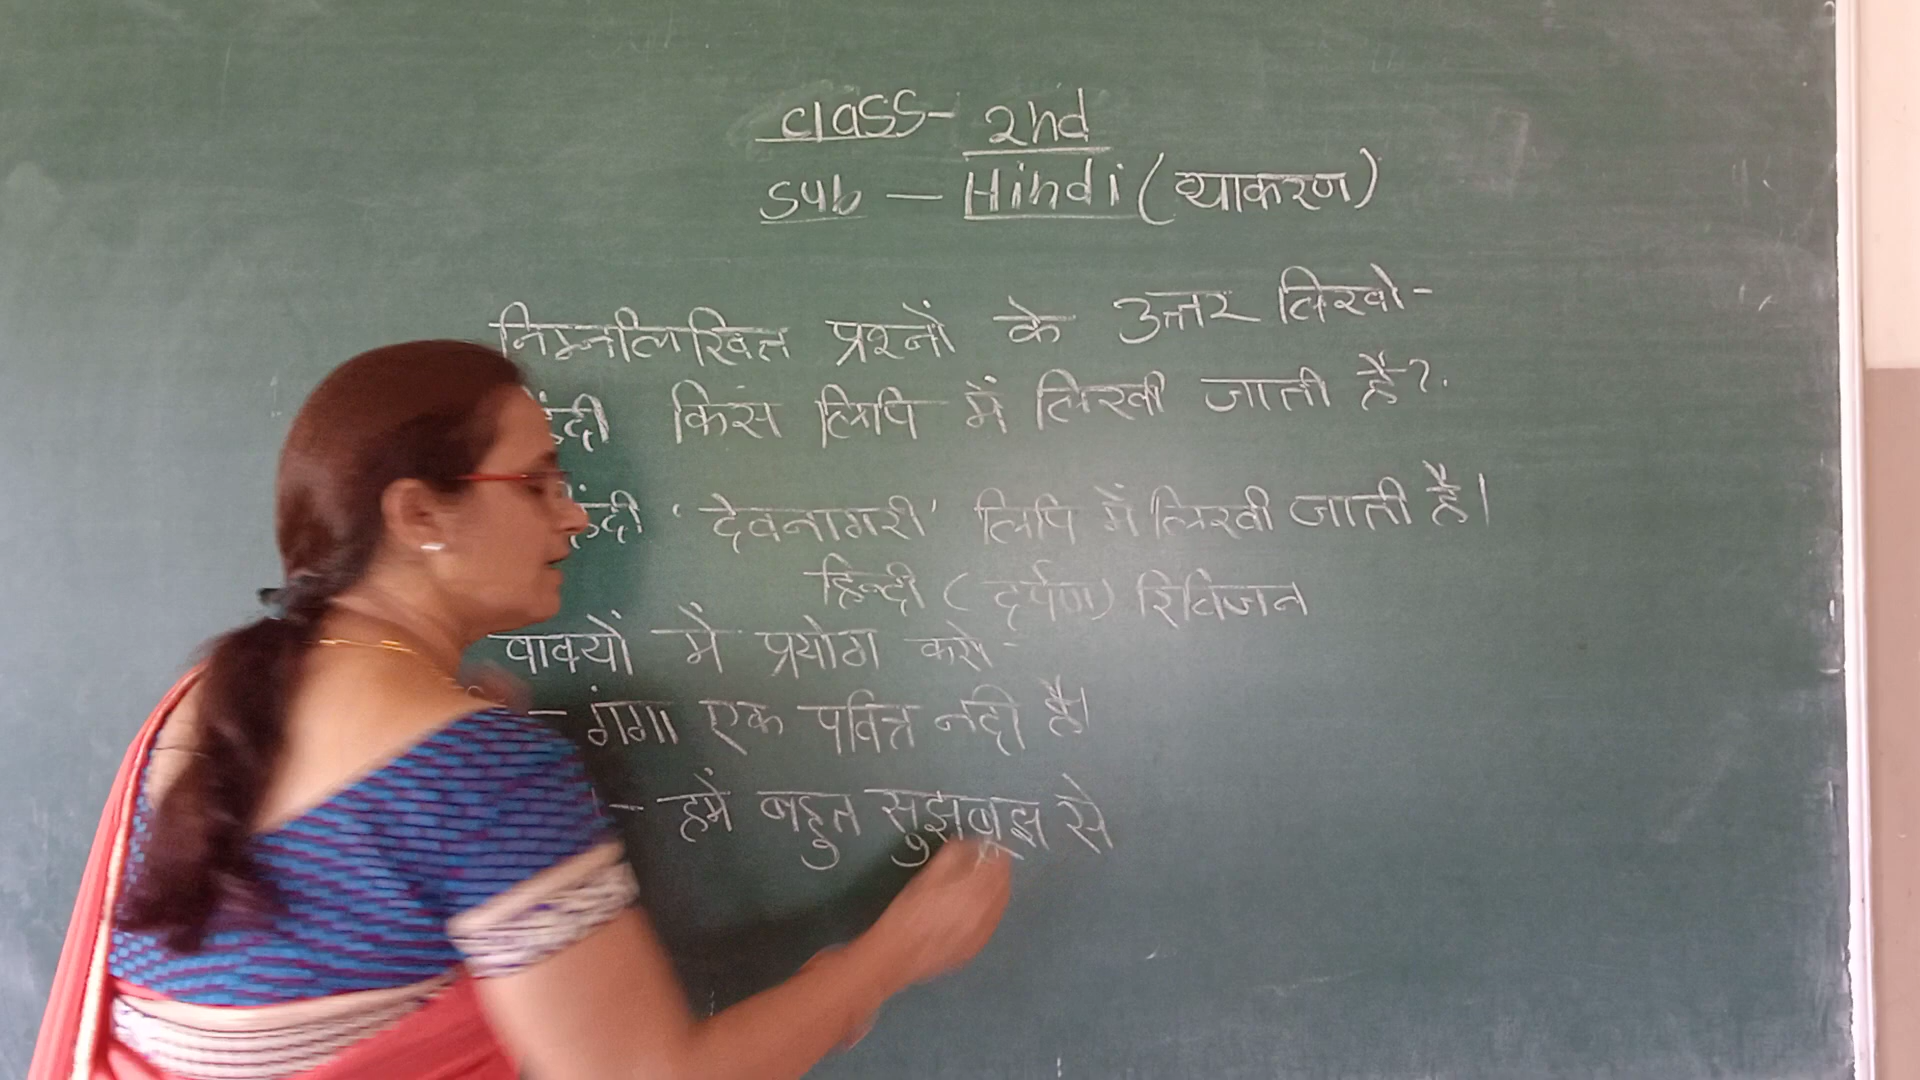 Class- 2nd
Sub - Hindi (व्याकरण)
निम्नलिखित प्रश्नों के उत्तर लिखो-
किस लिपि में लिखी जाती है?
'देवनागरी' लिपि में लिखी जाती है।
हिन्दी (दर्पण) रिविजन
वाक्यों में प्रयोग करो-
- गंगा एक पवित्र नदी है।
- हमें बहुत सुझबूझ से